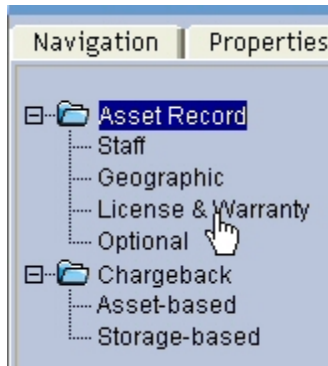 Navigation Properties
Asset Record
Staff
Geographic
License & Warranty
Optional
Chargeback
Asset-based
Storage-based